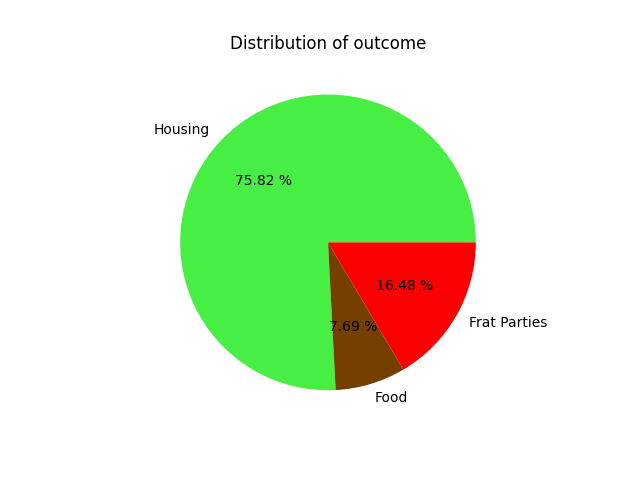 Distribution of outcome
Housing
75.82 %
16.48 %
Frat Parties
7.69 %
Food